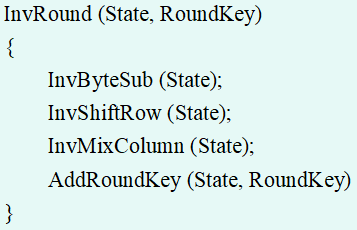 InvRound (State, RoundKey)
{
InvByteSub (State);
InvShiftRow (State);
InvMixColumn (State);
AddRoundKey (State, RoundKey)
}